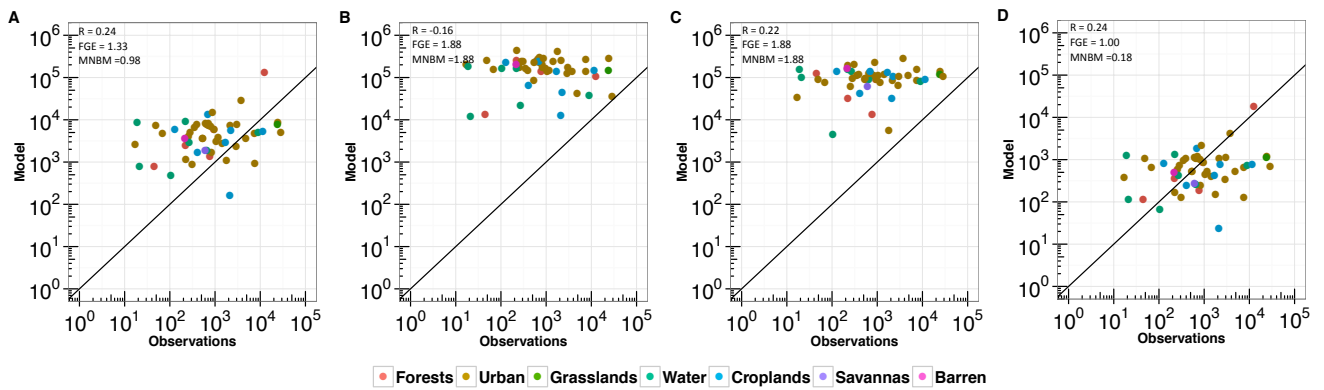 A
R = 0.24
FGE = 1.33
MNBM =0.98
Model
10^6
10^5
10^4
10^3
10^2
10^1
10^0
10^0 10^1 10^2 10^3 10^4 10^5
Observations
B
R = -0.16
FGE = 1.88
MNBM =1.88
Model
10^6
10^5
10^4
10^3
10^2
10^1
10^0
10^0 10^1 10^2 10^3 10^4 10^5
Observations
C
R = 0.22
FGE = 1.88
MNBM =1.88
Model
10^6
10^5
10^4
10^3
10^2
10^1
10^0
10^0 10^1 10^2 10^3 10^4 10^5
Observations
D
R = 0.24
FGE = 1.00
MNBM =0.18
Model
10^6
10^5
10^4
10^3
10^2
10^1
10^0
10^0 10^1 10^2 10^3 10^4 10^5
Observations
Forests Urban Grasslands Water Croplands Savannas Barren